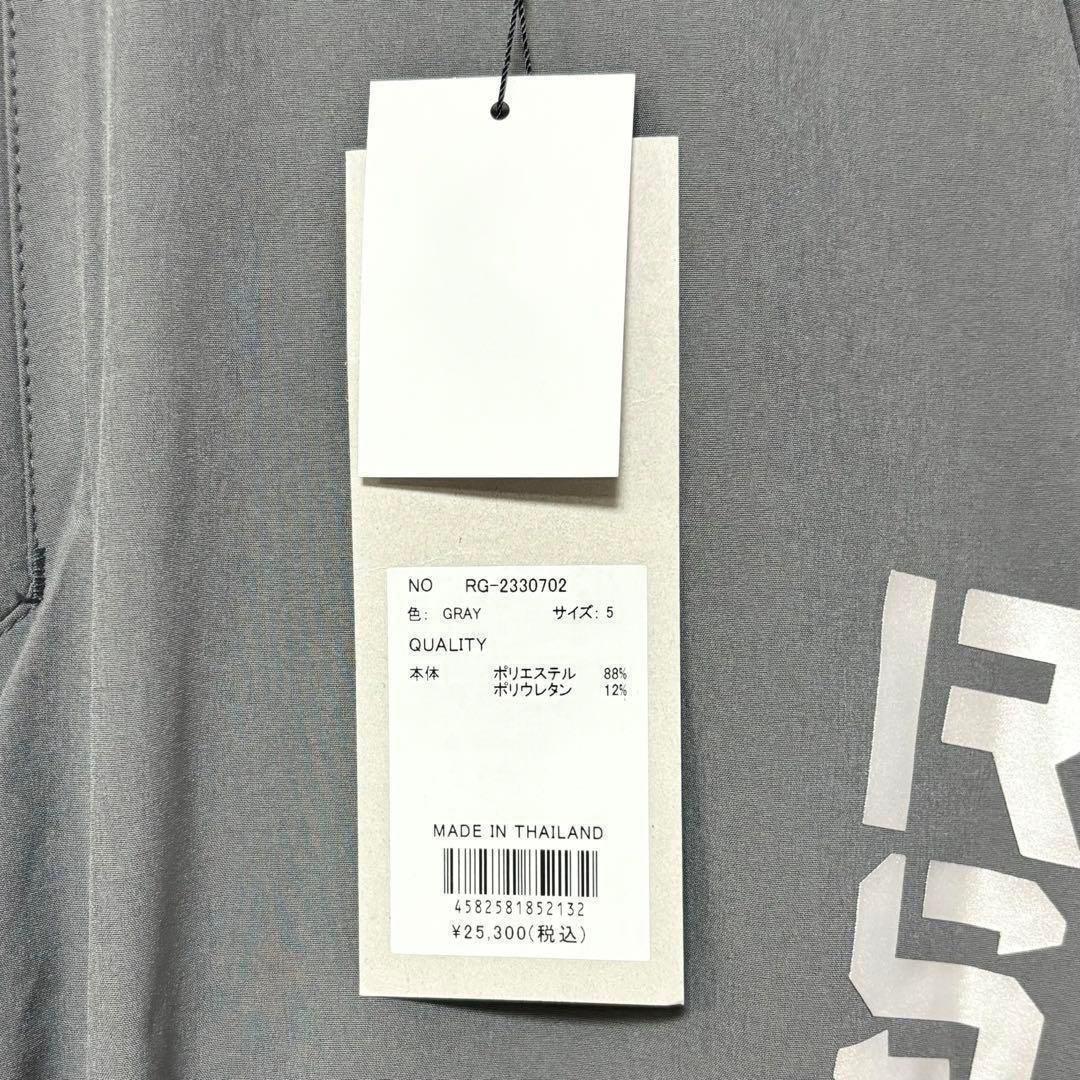 NO RG-2330702
色: GRAY サイズ: 5
QUALITY
本体 ポリエステル 88%
ポリウレタン 12%
MADE IN THAILAND
4582581852132
¥25,300(税込)
R
S